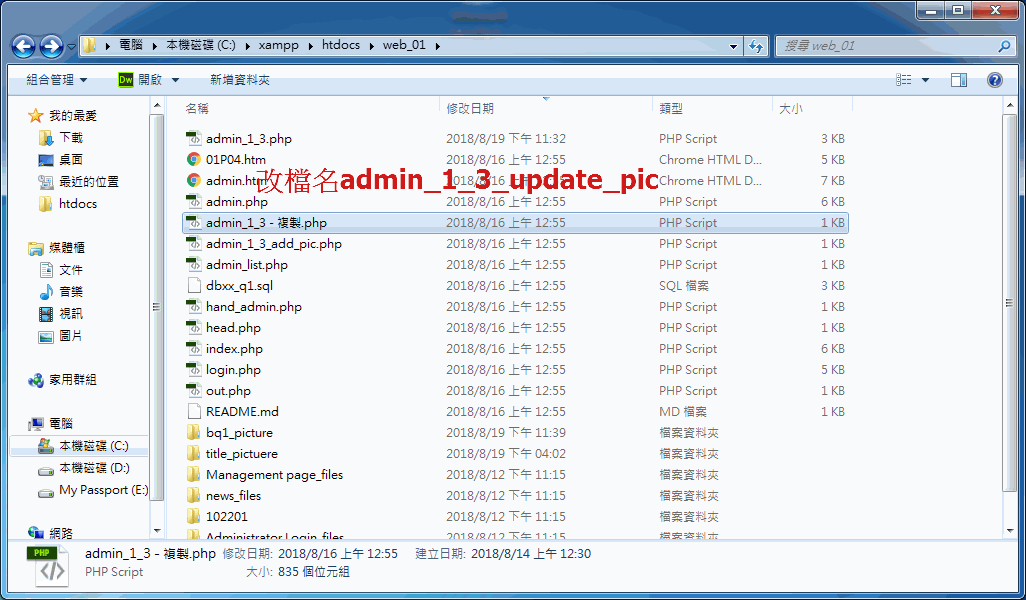 電腦 ▸ 本機磁碟 (C:) ▸ xampp ▸ htdocs ▸ web_01 ▸
搜尋 web_01
組合管理 開啟 新增資料夾
我的最愛
下載
桌面
最近的位置
htdocs
媒體櫃
文件
音樂
視訊
圖片
家用群組
電腦
本機磁碟 (C:)
本機磁碟 (D:)
My Passport (E:)
網路
名稱 修改日期 類型 大小
admin_1_3.php 2018/8/19 下午 11:32 PHP Script 3 KB
01P04.htm 2018/8/16 上午 12:55 Chrome HTML D... 5 KB
admin.htm 改檔名admin_1_3_update_pic Chrome HTML D... 7 KB
admin.php 2018/8/16 上午 12:55 PHP Script 6 KB
admin_1_3 - 複製.php 2018/8/16 上午 12:55 PHP Script 1 KB
admin_1_3_add_pic.php 2018/8/16 上午 12:55 PHP Script 1 KB
admin_list.php 2018/8/16 上午 12:55 PHP Script 1 KB
dbxx_q1.sql 2018/8/16 上午 12:55 SQL 檔案 3 KB
hand_admin.php 2018/8/16 上午 12:55 PHP Script 1 KB
head.php 2018/8/16 上午 12:55 PHP Script 1 KB
index.php 2018/8/16 上午 12:55 PHP Script 6 KB
login.php 2018/8/16 上午 12:55 PHP Script 5 KB
out.php 2018/8/16 上午 12:55 PHP Script 1 KB
README.md 2018/8/16 上午 12:55 MD 檔案 1 KB
bq1_picture 2018/8/19 下午 11:39 檔案資料夾
title_pictuere 2018/8/19 下午 04:02 檔案資料夾
Management page_files 2018/8/12 下午 11:15 檔案資料夾
news_files 2018/8/12 下午 11:15 檔案資料夾
102201 2018/8/12 下午 11:15 檔案資料夾
Administrator Login_files 2018/8/12 下午 11:15 檔案資料夾
PHP
admin_1_3 - 複製.php 修改日期: 2018/8/16 上午 12:55 建立日期: 2018/8/14 上午 12:30
PHP Script 大小: 835 個位元組